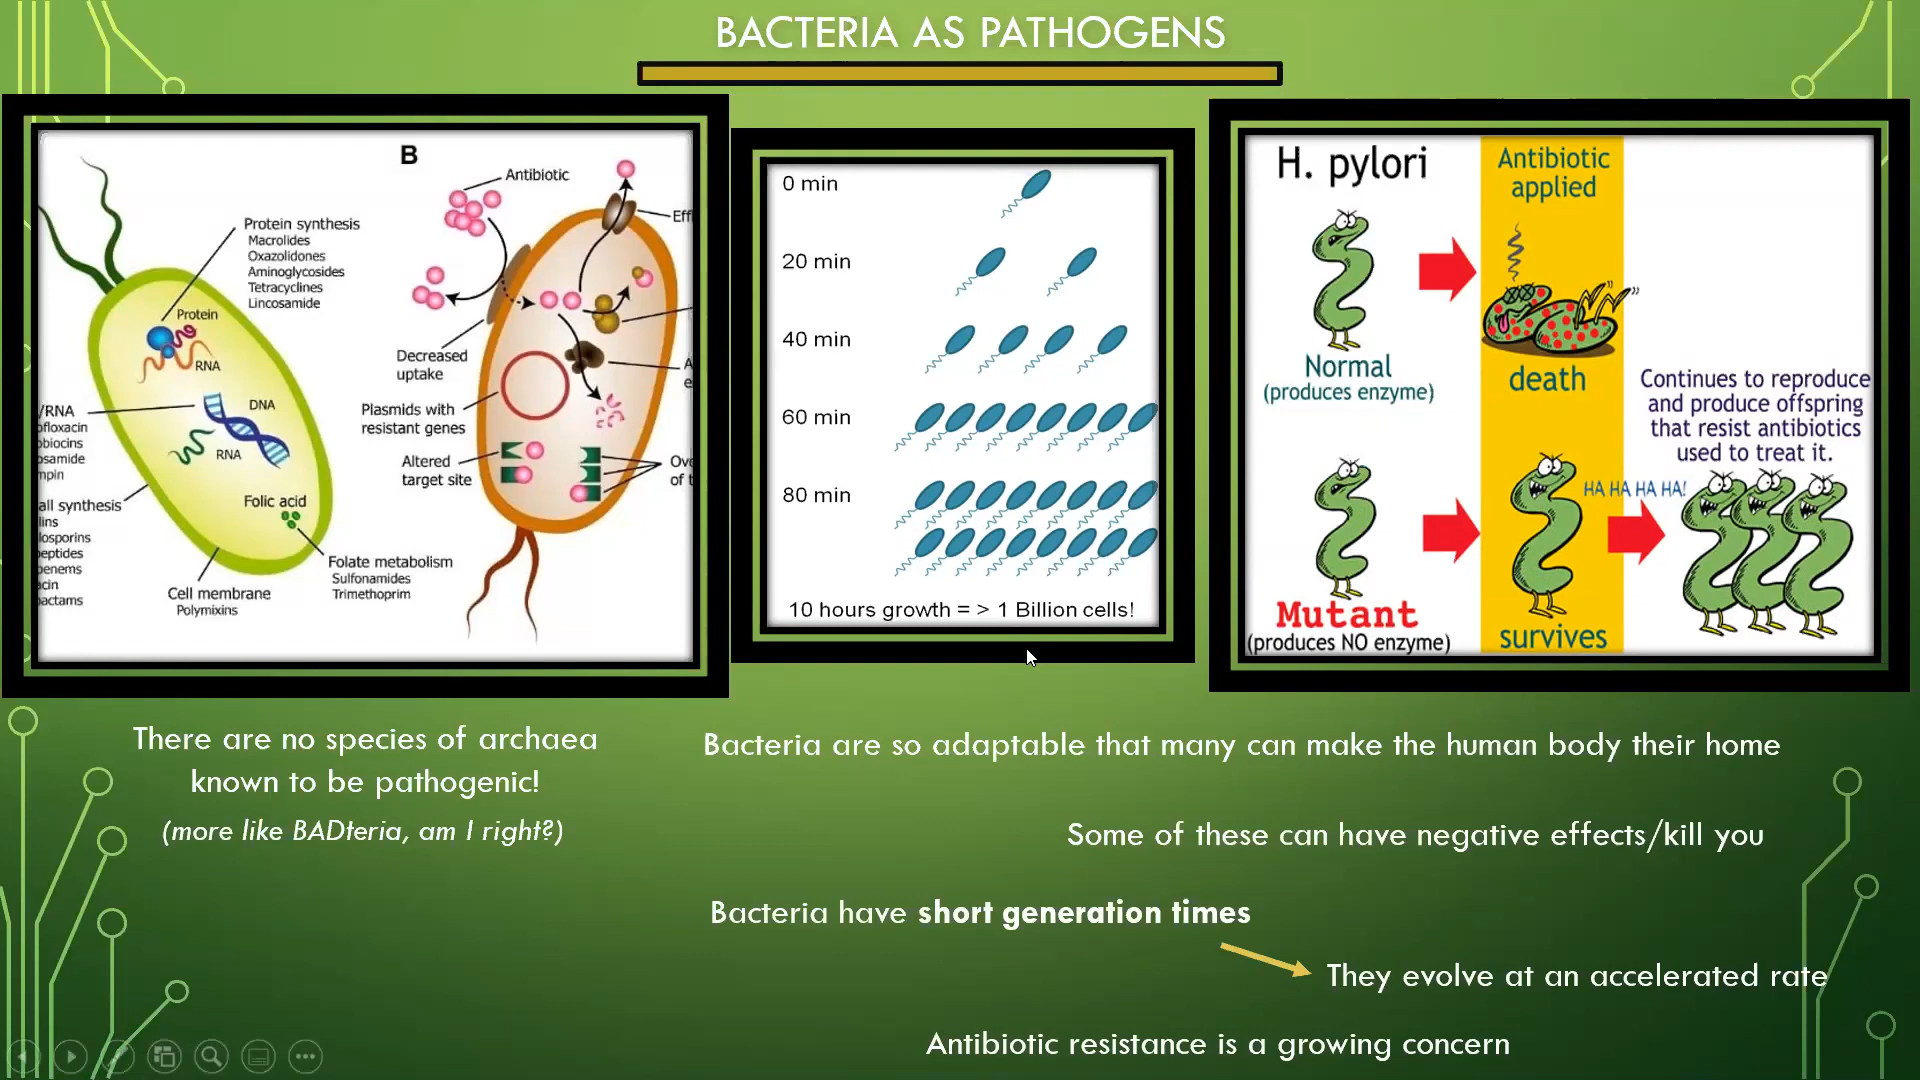 BACTERIA AS PATHOGENS
B
Antibiotic
Protein synthesis
Macrolides
Oxazolidones
Aminoglycosides
Tetracyclines
Lincosamide
Protein
RNA
DNA
RNA
Folic acid
/RNA
all synthesis
Cell membrane
Polymixins
Folate metabolism
Sulfonamides
Trimethoprim
Decreased
uptake
Plasmids with
resistant genes
Altered
target site
of t
0 min
20 min
40 min
60 min
80 min
10 hours growth = > 1 Billion cells!
H. pylori
Antibiotic
applied
Normal
(produces enzyme)
death
Continues to reproduce
and produce offspring
that resist antibiotics
used to treat it.
HA HA HA HA!
Mutant
(produces NO enzyme)
survives
There are no species of archaea
known to be pathogenic!
(more like BADteria, am I right?)
Bacteria are so adaptable that many can make the human body their home
Some of these can have negative effects/kill you
Bacteria have short generation times
They evolve at an accelerated rate
Antibiotic resistance is a growing concern